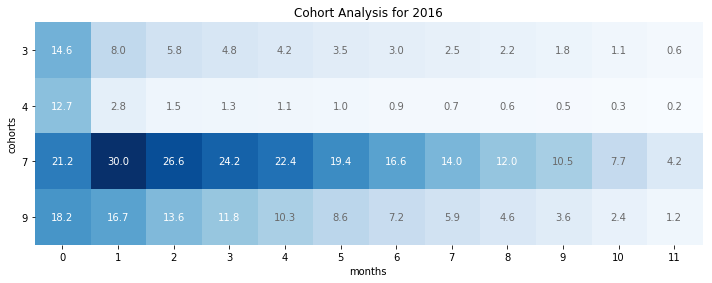 Cohort Analysis for 2016
3 14.6 8.0 5.8 4.8 4.2 3.5 3.0 2.5 2.2 1.8 1.1 0.6
4 12.7 2.8 1.5 1.3 1.1 1.0 0.9 0.7 0.6 0.5 0.3 0.2
cohorts
7 21.2 30.0 26.6 24.2 22.4 19.4 16.6 14.0 12.0 10.5 7.7 4.2
9 18.2 16.7 13.6 11.8 10.3 8.6 7.2 5.9 4.6 3.6 2.4 1.2
0 1 2 3 4 5 6 7 8 9 10 11
months